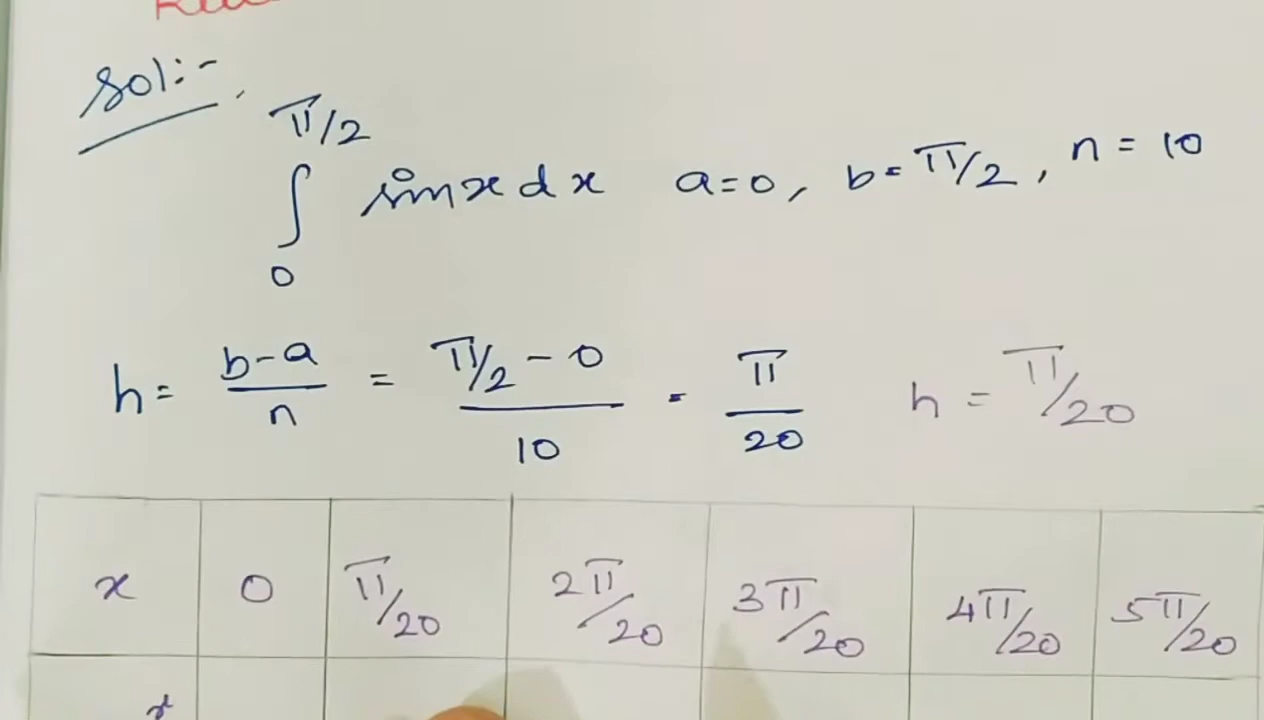 Sol:-
π/2
∫ sinx dx a=0, b=π/2, n=10
0
h= b-a/n = π/2-0/10 = π/20 h=π/20
x 0 π/20 2π/20 3π/20 4π/20 5π/20